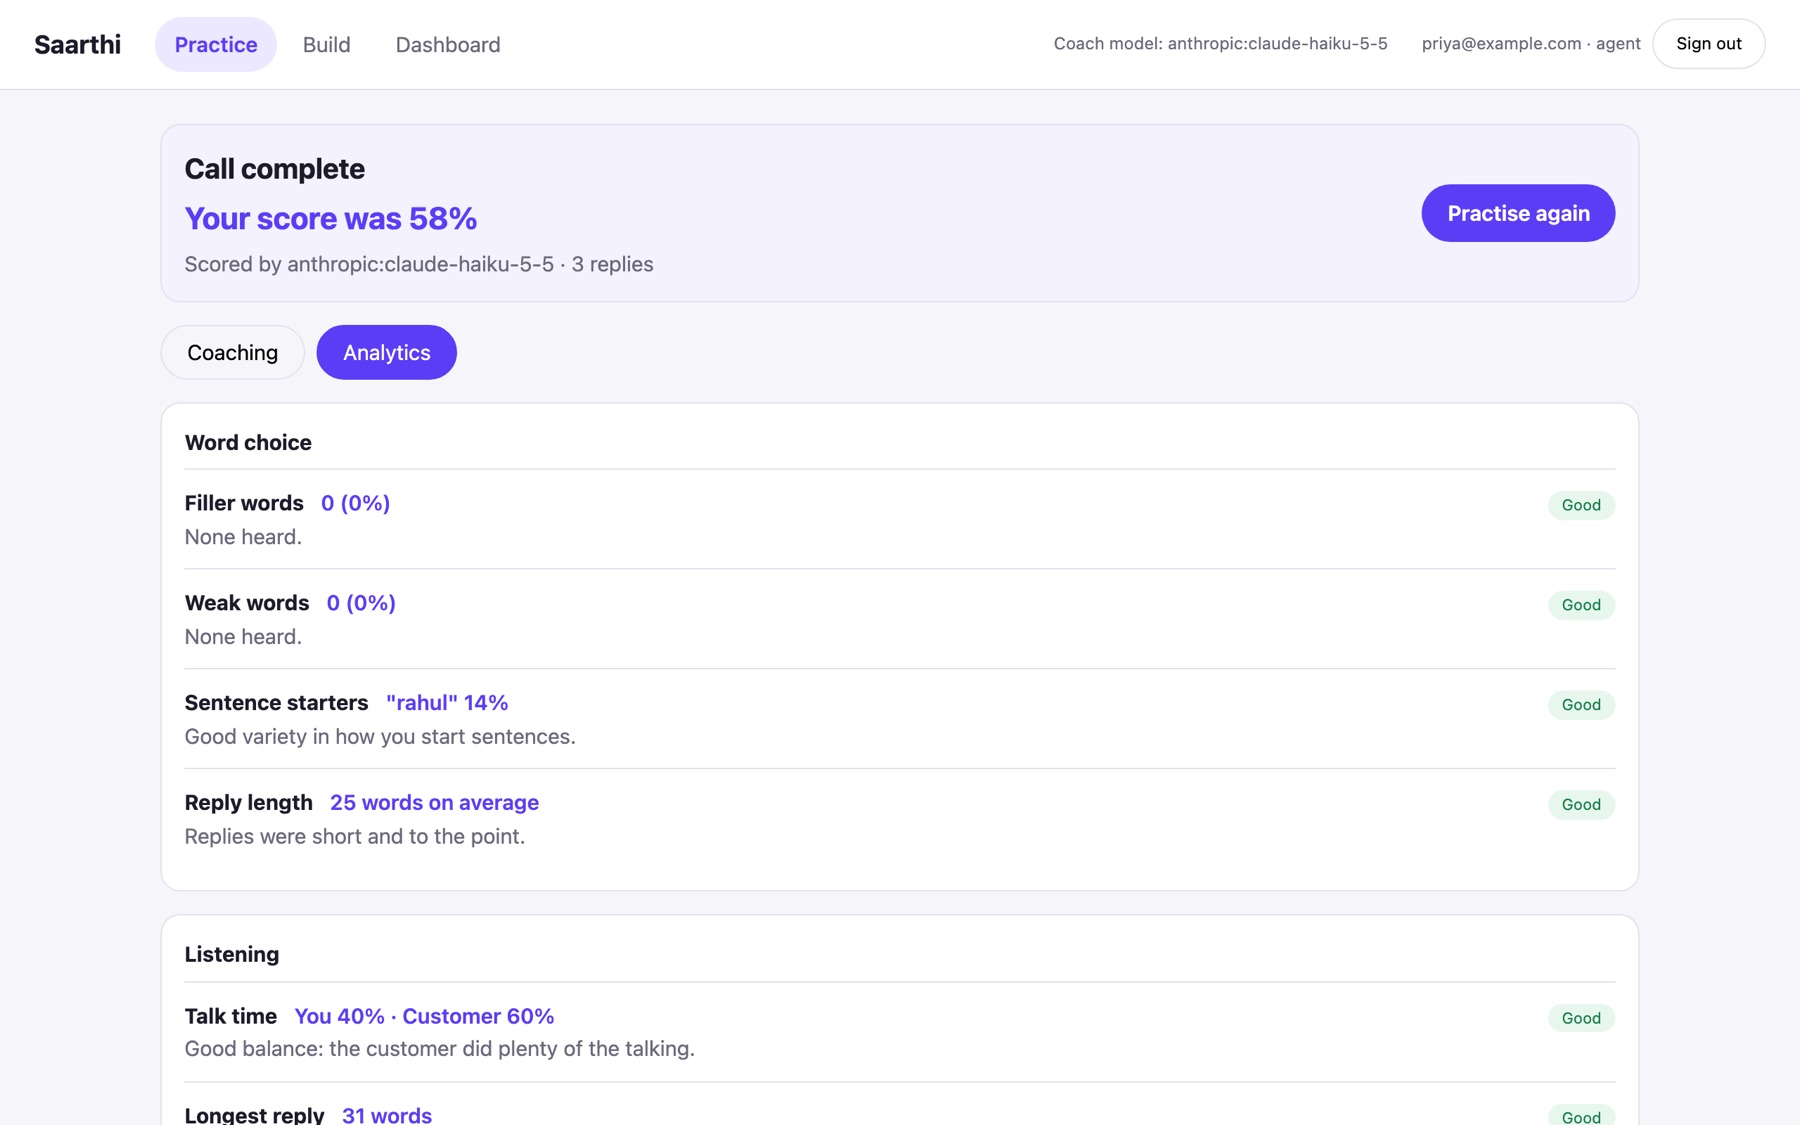 Saarthi Practice Build Dashboard Coach model: anthropic:claude-haiku-5-5 priya@example.com · agent Sign out
Call complete
Your score was 58%
Scored by anthropic:claude-haiku-5-5 · 3 replies
Practise again
Coaching Analytics
Word choice
Filler words 0 (0%) Good
None heard.
Weak words 0 (0%) Good
None heard.
Sentence starters "rahul" 14% Good
Good variety in how you start sentences.
Reply length 25 words on average Good
Replies were short and to the point.
Listening
Talk time You 40% · Customer 60% Good
Good balance: the customer did plenty of the talking.
Longest reply 31 words Good